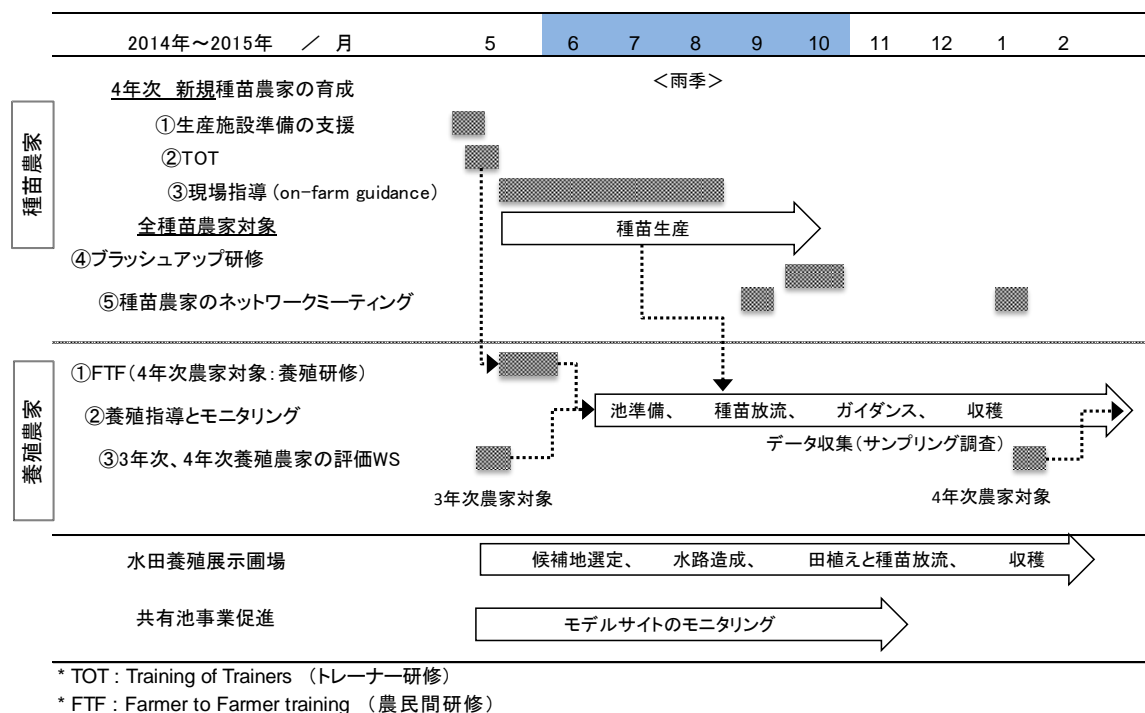 2014年～2015年　／　月　5　6　7　8　9　10　11　12　1　2
＜雨季＞
種苗農家
4年次　新規種苗農家の育成
①生産施設準備の支援
②TOT
③現場指導（on-farm guidance）
全種苗農家対象
種苗生産
④ブラッシュアップ研修
⑤種苗農家のネットワークミーティング
養殖農家
①FTF（4年次農家対象：養殖研修）
②養殖指導とモニタリング
池準備、　種苗放流、　ガイダンス、　収穫
データ収集（サンプリング調査）
③3年次、4年次養殖農家の評価WS
3年次農家対象
4年次農家対象
水田養殖展示圃場
候補地選定、　水路造成、　田植えと種苗放流、　収穫
共有池事業促進
モデルサイトのモニタリング
* TOT : Training of Trainers （トレーナー研修）
* FTF : Farmer to Farmer training （農民間研修）